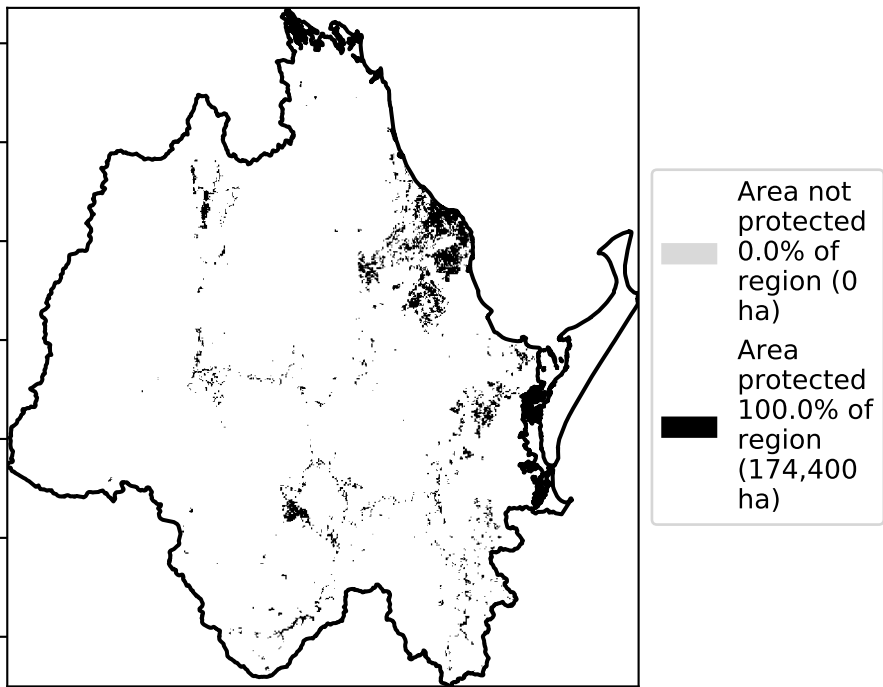 Area not
protected
0.0% of
region (0
ha)
Area
protected
100.0% of
region
(174,400
ha)